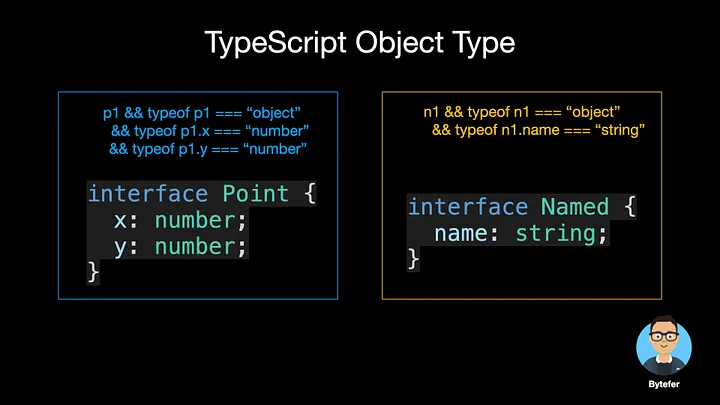 TypeScript Object Type
p1 && typeof p1 === “object”
&& typeof p1.x === “number”
&& typeof p1.y === “number”
interface Point {
x: number;
y: number;
}
n1 && typeof n1 === “object”
&& typeof n1.name === “string”
interface Named {
name: string;
}
Bytefer